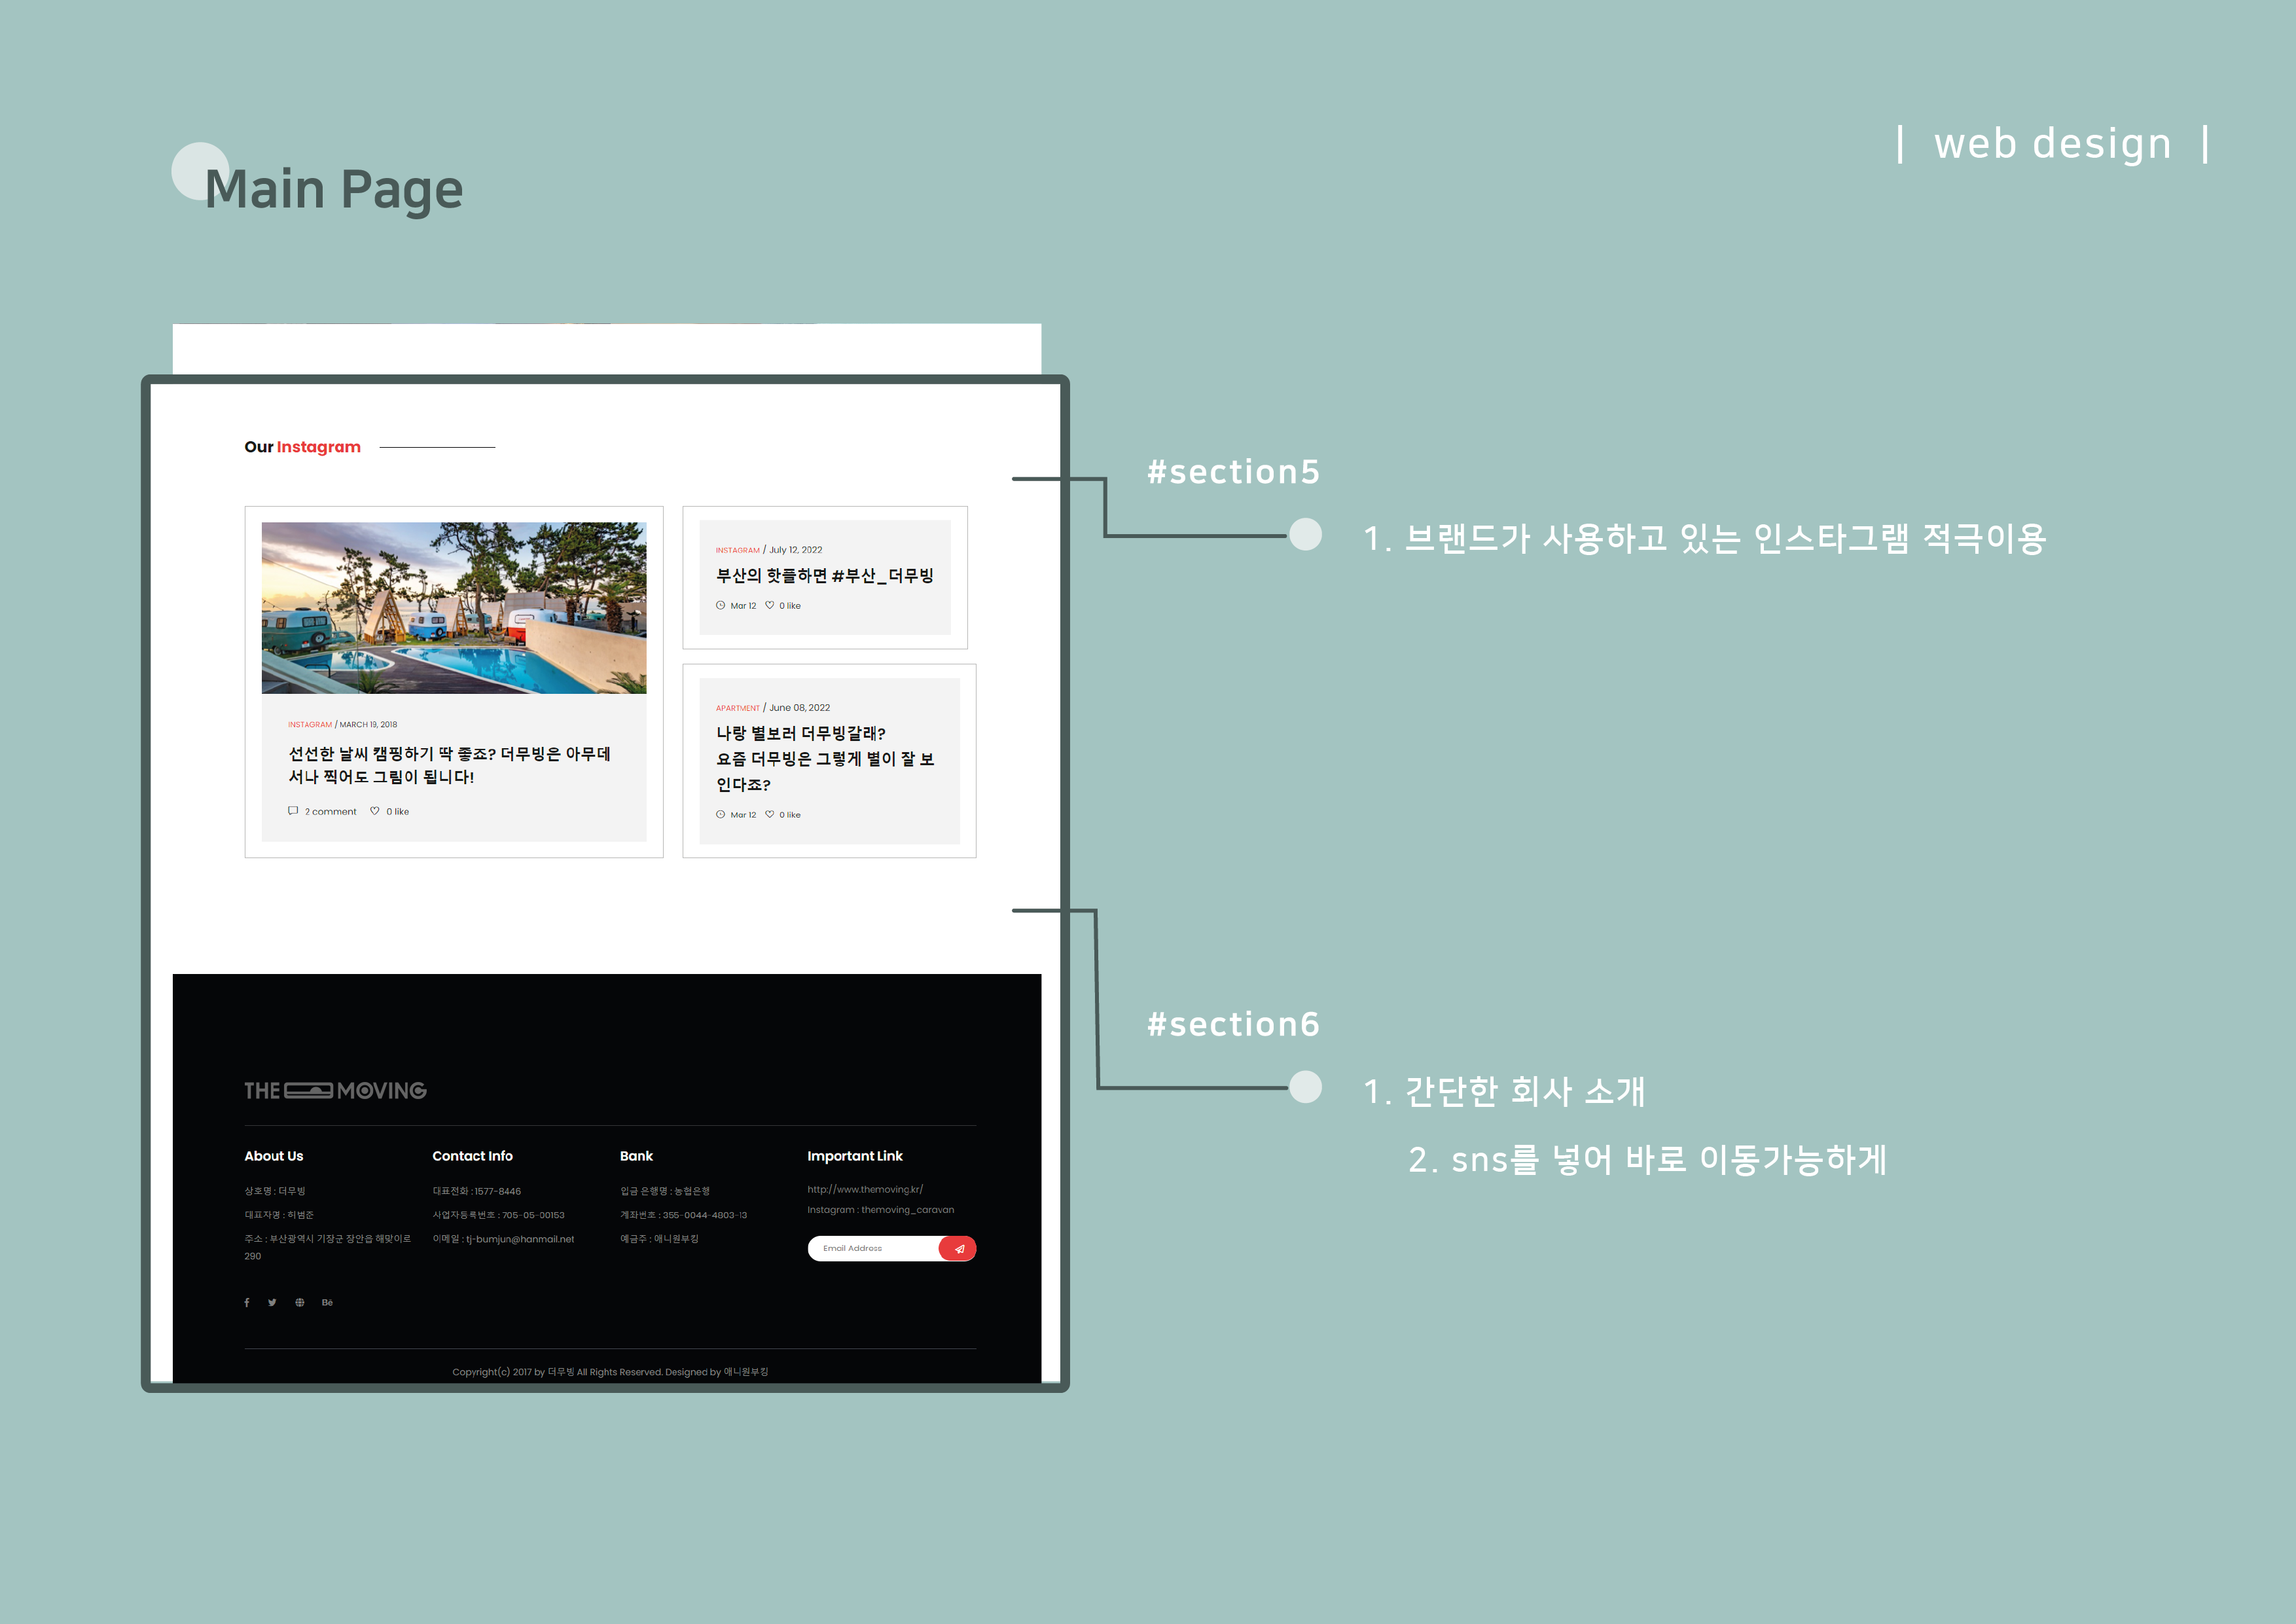 | web design |
Main Page
Our Instagram
INSTAGRAM / MARCH 19, 2018
선선한 날씨 캠핑하기 딱 좋죠? 더무빙은 아무데
서나 찍어도 그림이 됩니다!
2 comment 0 like
INSTAGRAM / July 12, 2022
부산의 핫플하면 #부산_더무빙
Mar 12 0 like
APARTMENT / June 08, 2022
나랑 별보러 더무빙갈래?
요즘 더무빙은 그렇게 별이 잘 보
인다죠?
Mar 12 0 like
#section5
1. 브랜드가 사용하고 있는 인스타그램 적극이용
#section6
1. 간단한 회사 소개
2. sns를 넣어 바로 이동가능하게
THE MOVING
About Us
상호명 : 더무빙
대표자명 : 허범준
주소 : 부산광역시 기장군 장안읍 해맞이로
290
Contact Info
대표전화 : 1577-8446
사업자등록번호 : 705-05-00153
이메일 : tj-bumjun@hanmail.net
Bank
입금 은행명 : 농협은행
계좌번호 : 355-0044-4803-13
예금주 : 애니원부킹
Important Link
http://www.themoving.kr/
Instagram : themoving_caravan
Email Address
Bē
Copyright(c) 2017 by 더무빙 All Rights Reserved. Designed by 애니원부킹